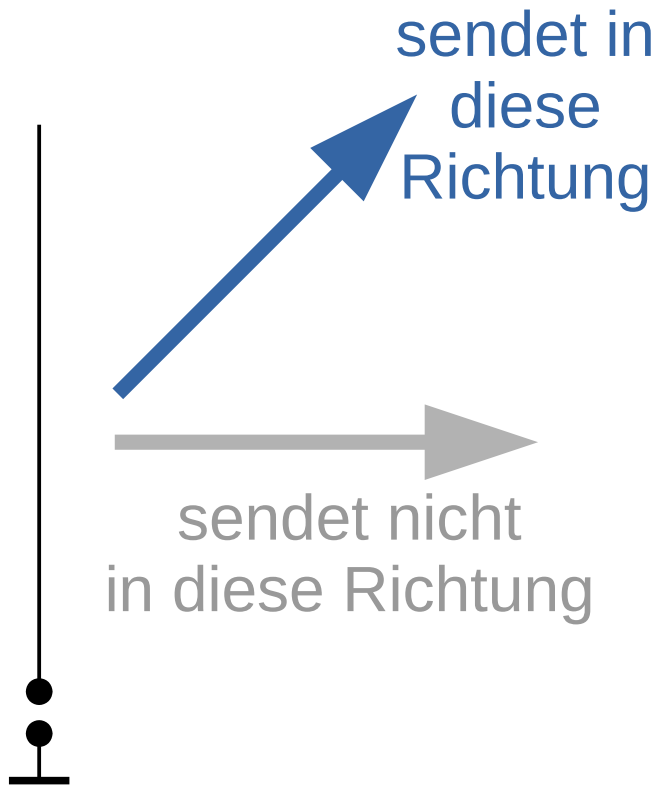 sendet in
diese
Richtung
sendet nicht
in diese Richtung